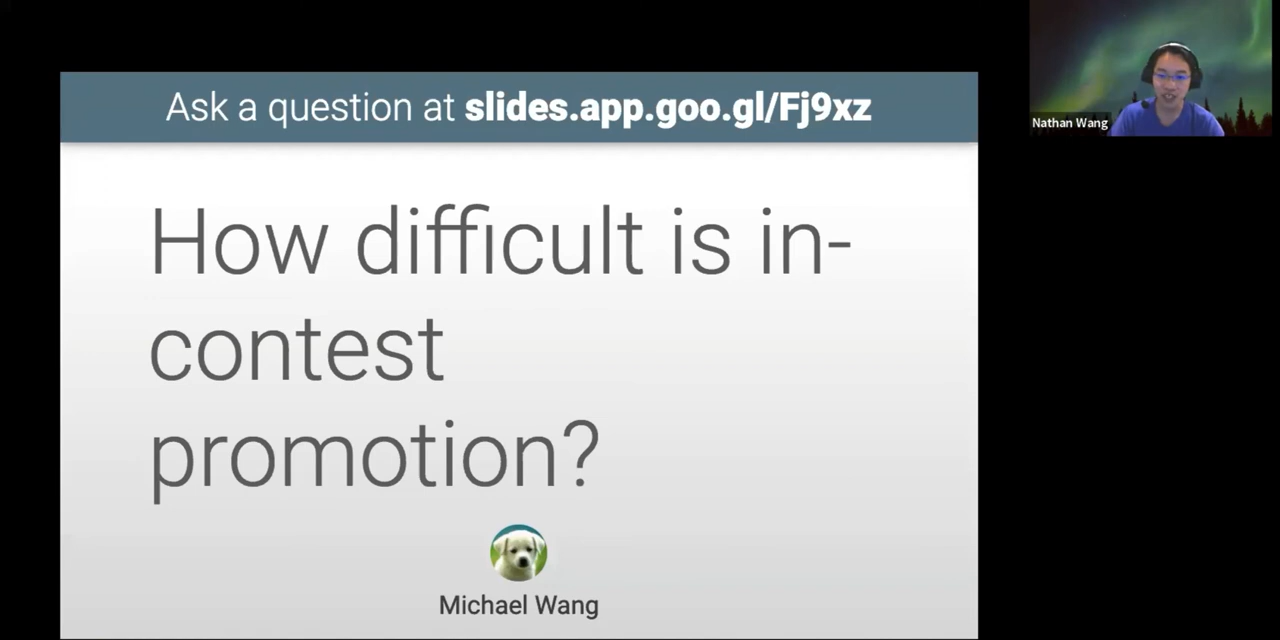 Ask a question at slides.app.goo.gl/Fj9xz
How difficult is in-
contest
promotion?
Michael Wang
Nathan Wang